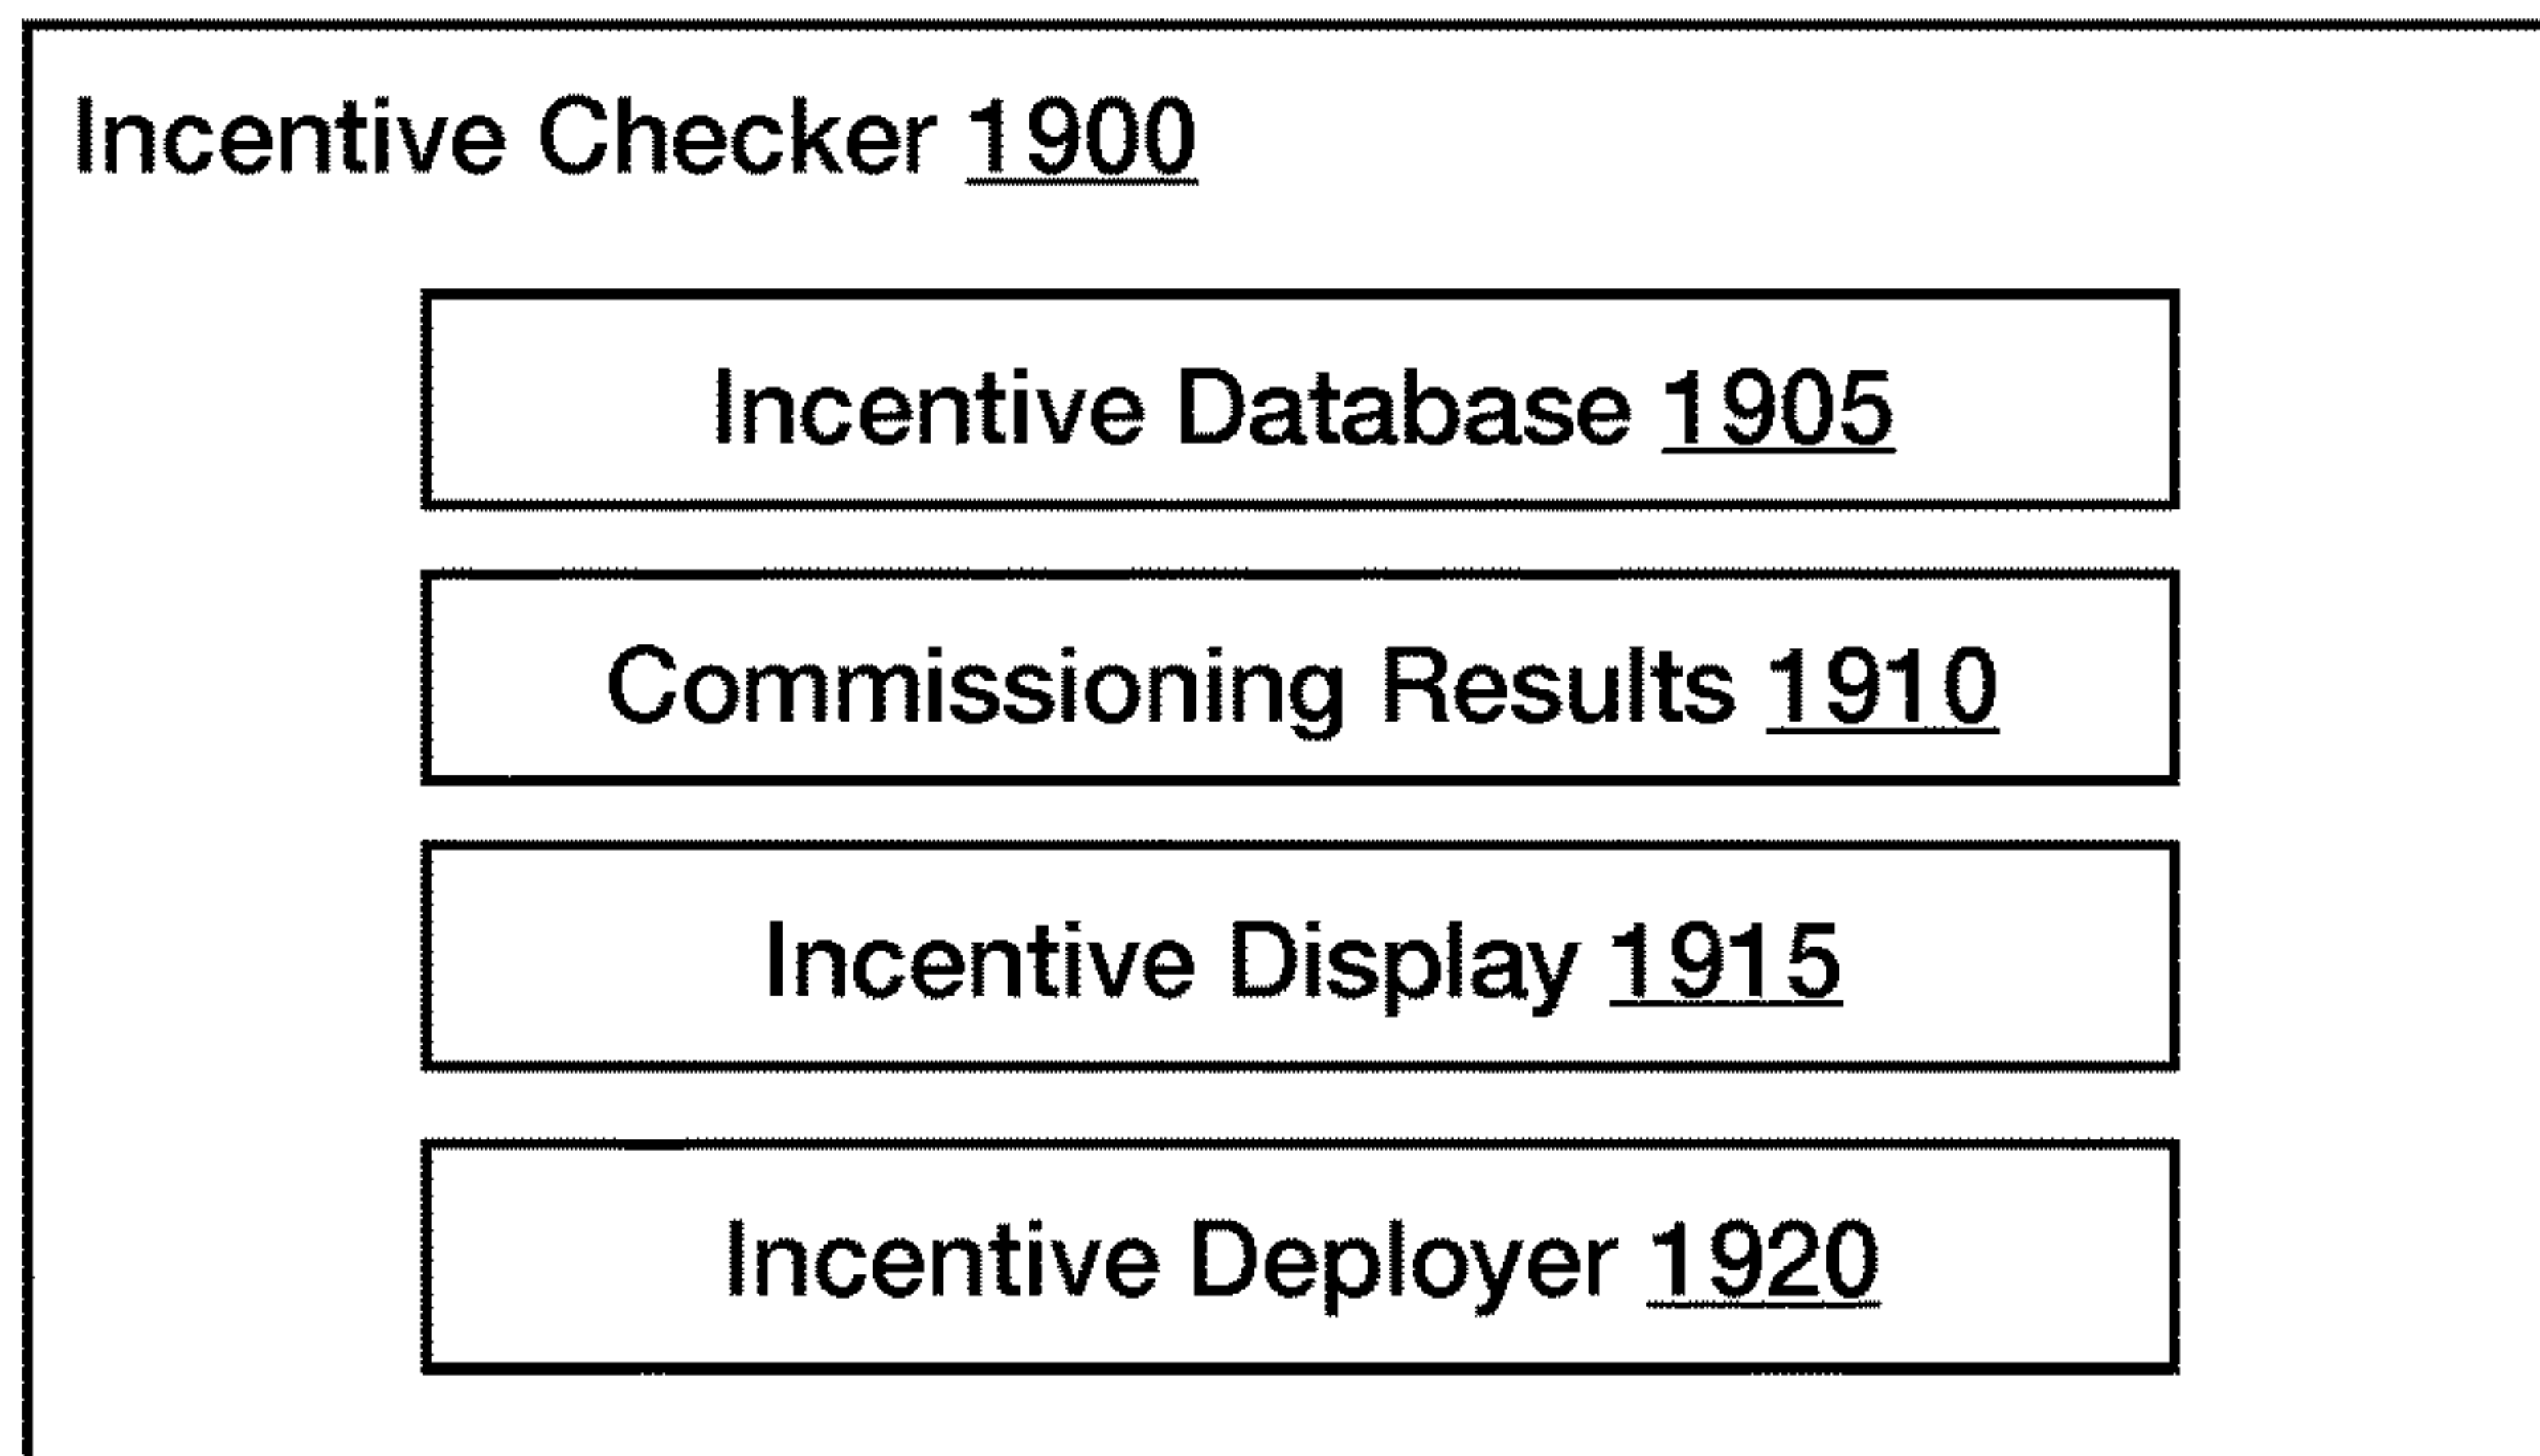 Incentive Checker 1900
Incentive Database 1905
Commissioning Results 1910
Incentive Display 1915
Incentive Deployer 1920